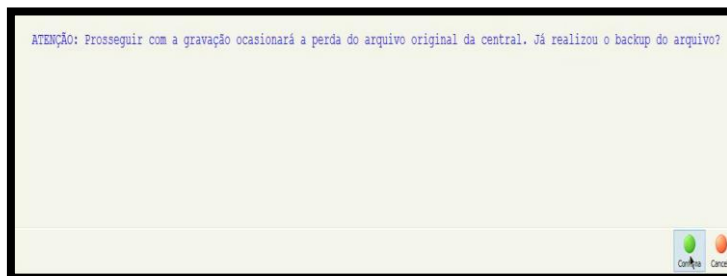 ATENÇÃO: Prosseguir com a gravação ocasionará a perda do arquivo original da central. Já realizou o backup do arquivo?